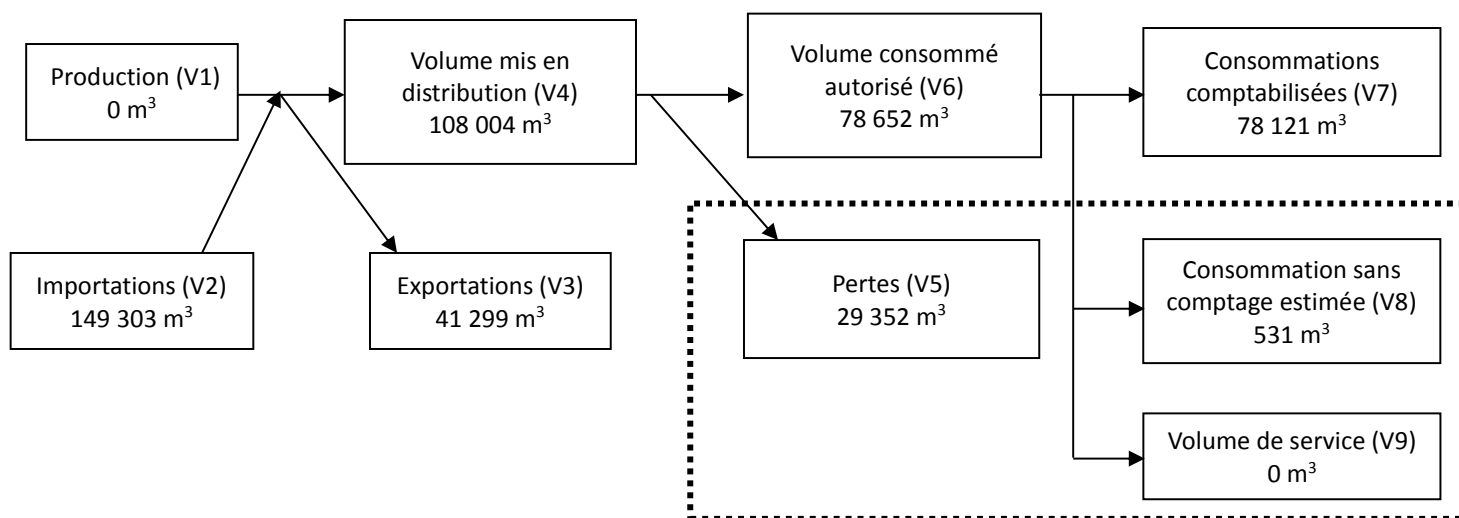 Production (V1)
0 m³
Volume mis en
distribution (V4)
108 004 m³
Volume consommé
autorisé (V6)
78 652 m³
Consommations
comptabilisées (V7)
78 121 m³
Importations (V2)
149 303 m³
Exportations (V3)
41 299 m³
Pertes (V5)
29 352 m³
Consommation sans
comptage estimée (V8)
531 m³
Volume de service (V9)
0 m³